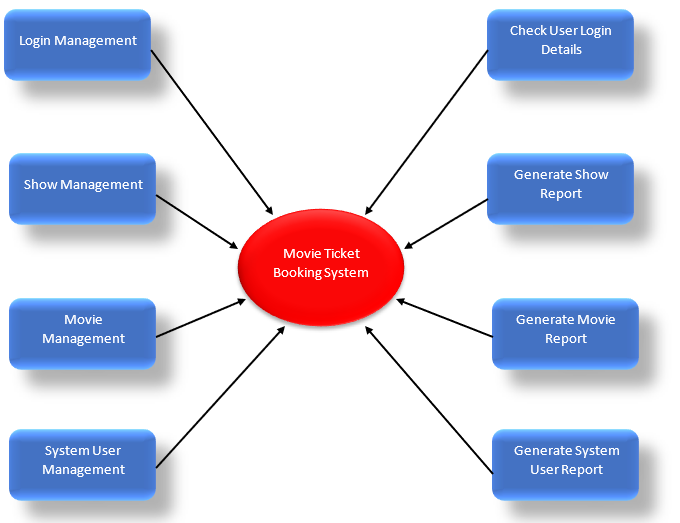 Login Management
Check User Login
Details
Show Management
Generate Show
Report
Movie Ticket
Booking System
Movie
Management
Generate Movie
Report
System User
Management
Generate System
User Report